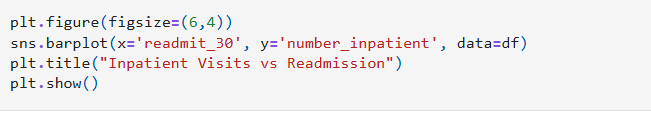 plt.figure(figsize=(6,4))
sns.barplot(x='readmit_30', y='number_inpatient', data=df)
plt.title("Inpatient Visits vs Readmission")
plt.show()